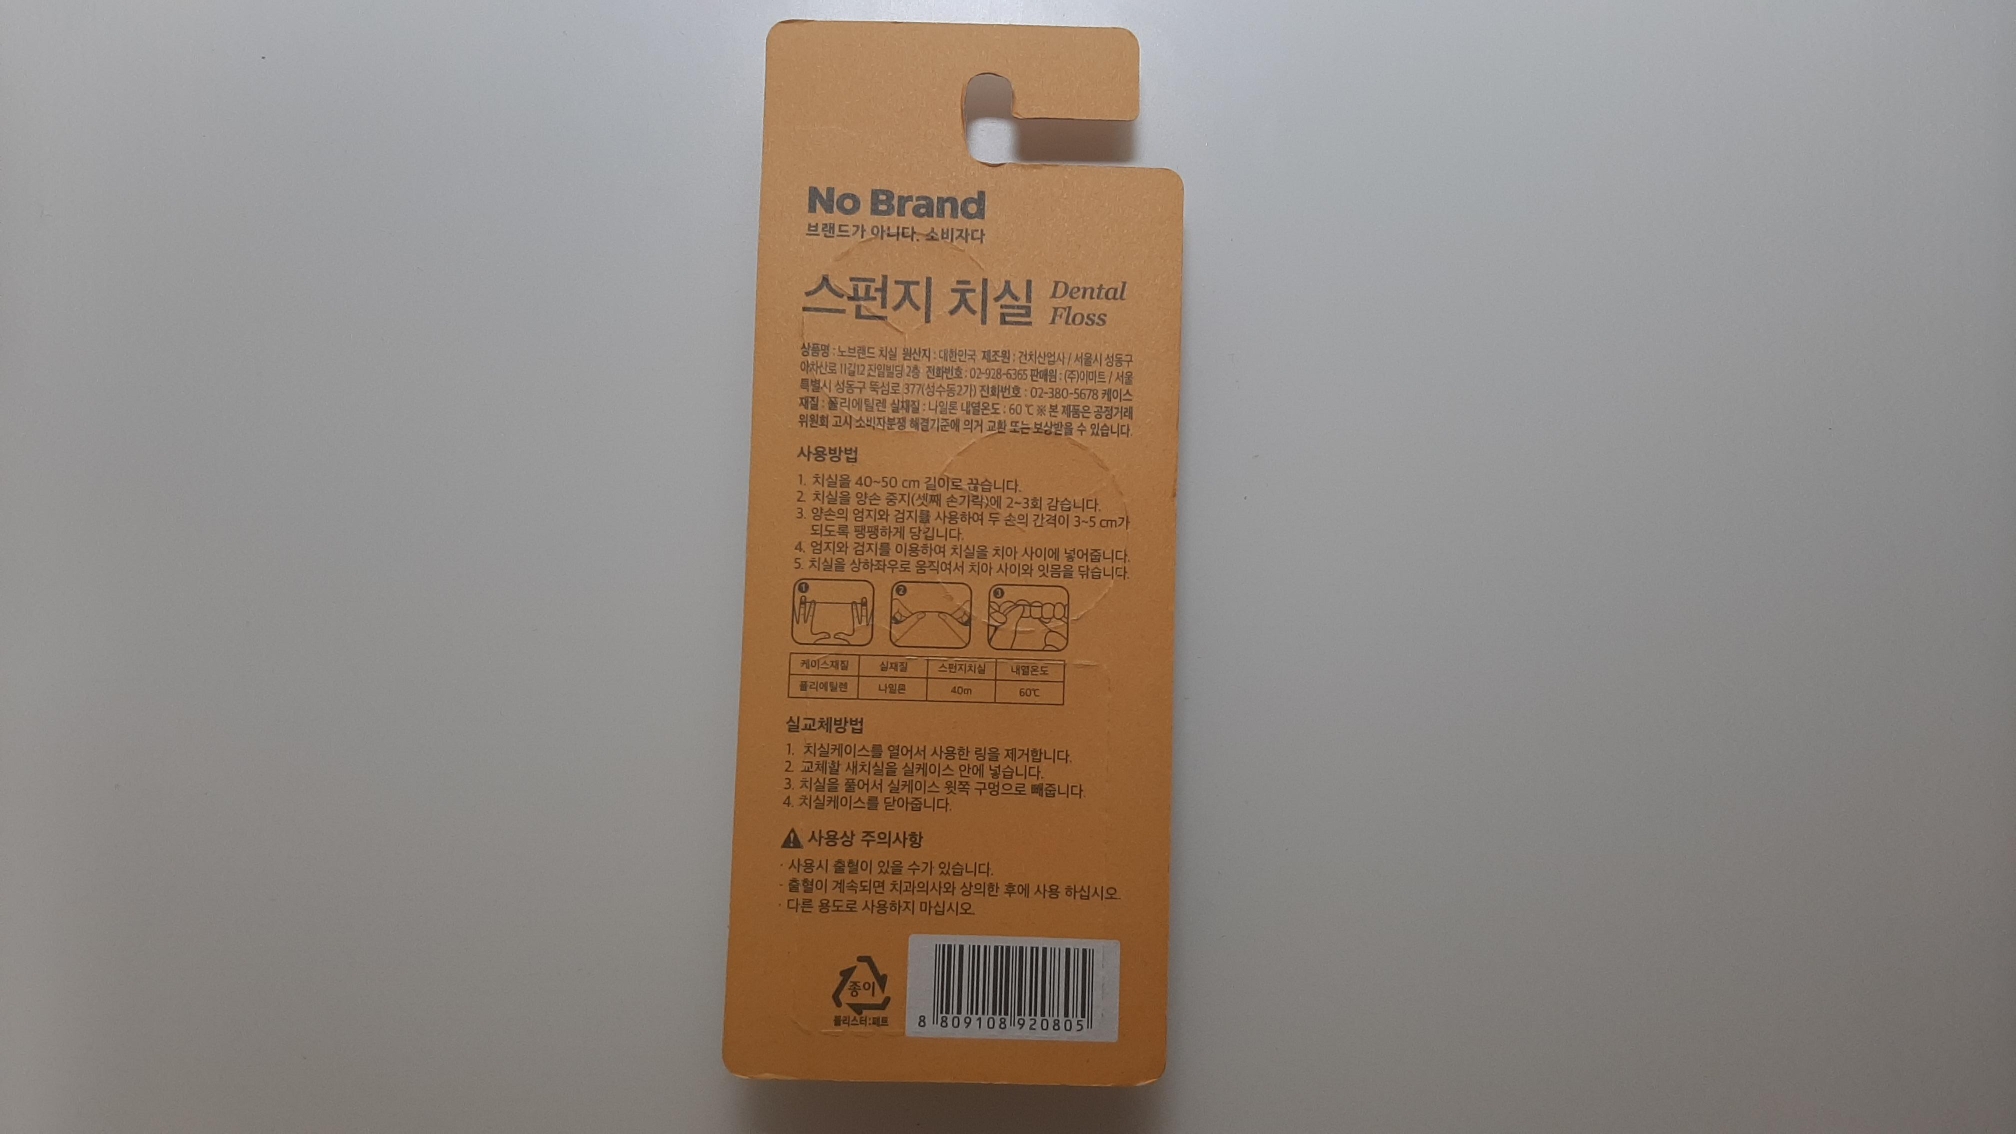 No Brand
브랜드가 아니다. 소비자다
스펀지 치실 Dental Floss
상품명 : 노브랜드 치실 원산지 : 대한민국 제조원 : 건치산업사 / 서울시 성동구
아차산로 11길12 진임빌딩 2층 전화번호 : 02-928-6365 판매원 : (주)이마트 / 서울
특별시 성동구 뚝섬로 377(성수동2가) 전화번호 : 02-380-5678 케이스
재질 : 폴리에틸렌 실재질 : 나일론 내열온도 : 60 ℃ ※ 본 제품은 공정거래
위원회 고시 소비자분쟁 해결기준에 의거 교환 또는 보상받을 수 있습니다.
사용방법
1. 치실을 40~50 cm 길이로 끊습니다.
2. 치실을 양손 중지(셋째 손가락)에 2~3회 감습니다.
3. 양손의 엄지와 검지를 사용하여 두 손의 간격이 3~5 cm가
되도록 팽팽하게 당깁니다.
4. 엄지와 검지를 이용하여 치실을 치아 사이에 넣어줍니다.
5. 치실을 상하좌우로 움직여서 치아 사이와 잇몸을 닦습니다.
1 2 3
케이스재질 실재질 스펀지치실 내열온도
폴리에틸렌 나일론 40m 60℃
실교체방법
1. 치실케이스를 열어서 사용한 링을 제거합니다.
2. 교체할 새치실을 실케이스 안에 넣습니다.
3. 치실을 풀어서 실케이스 윗쪽 구멍으로 빼줍니다.
4. 치실케이스를 닫아줍니다.
사용상 주의사항
· 사용시 출혈이 있을 수가 있습니다.
· 출혈이 계속되면 치과의사와 상의한 후에 사용 하십시오.
· 다른 용도로 사용하지 마십시오.
종이
폴리스터:페트
8 809108 920805